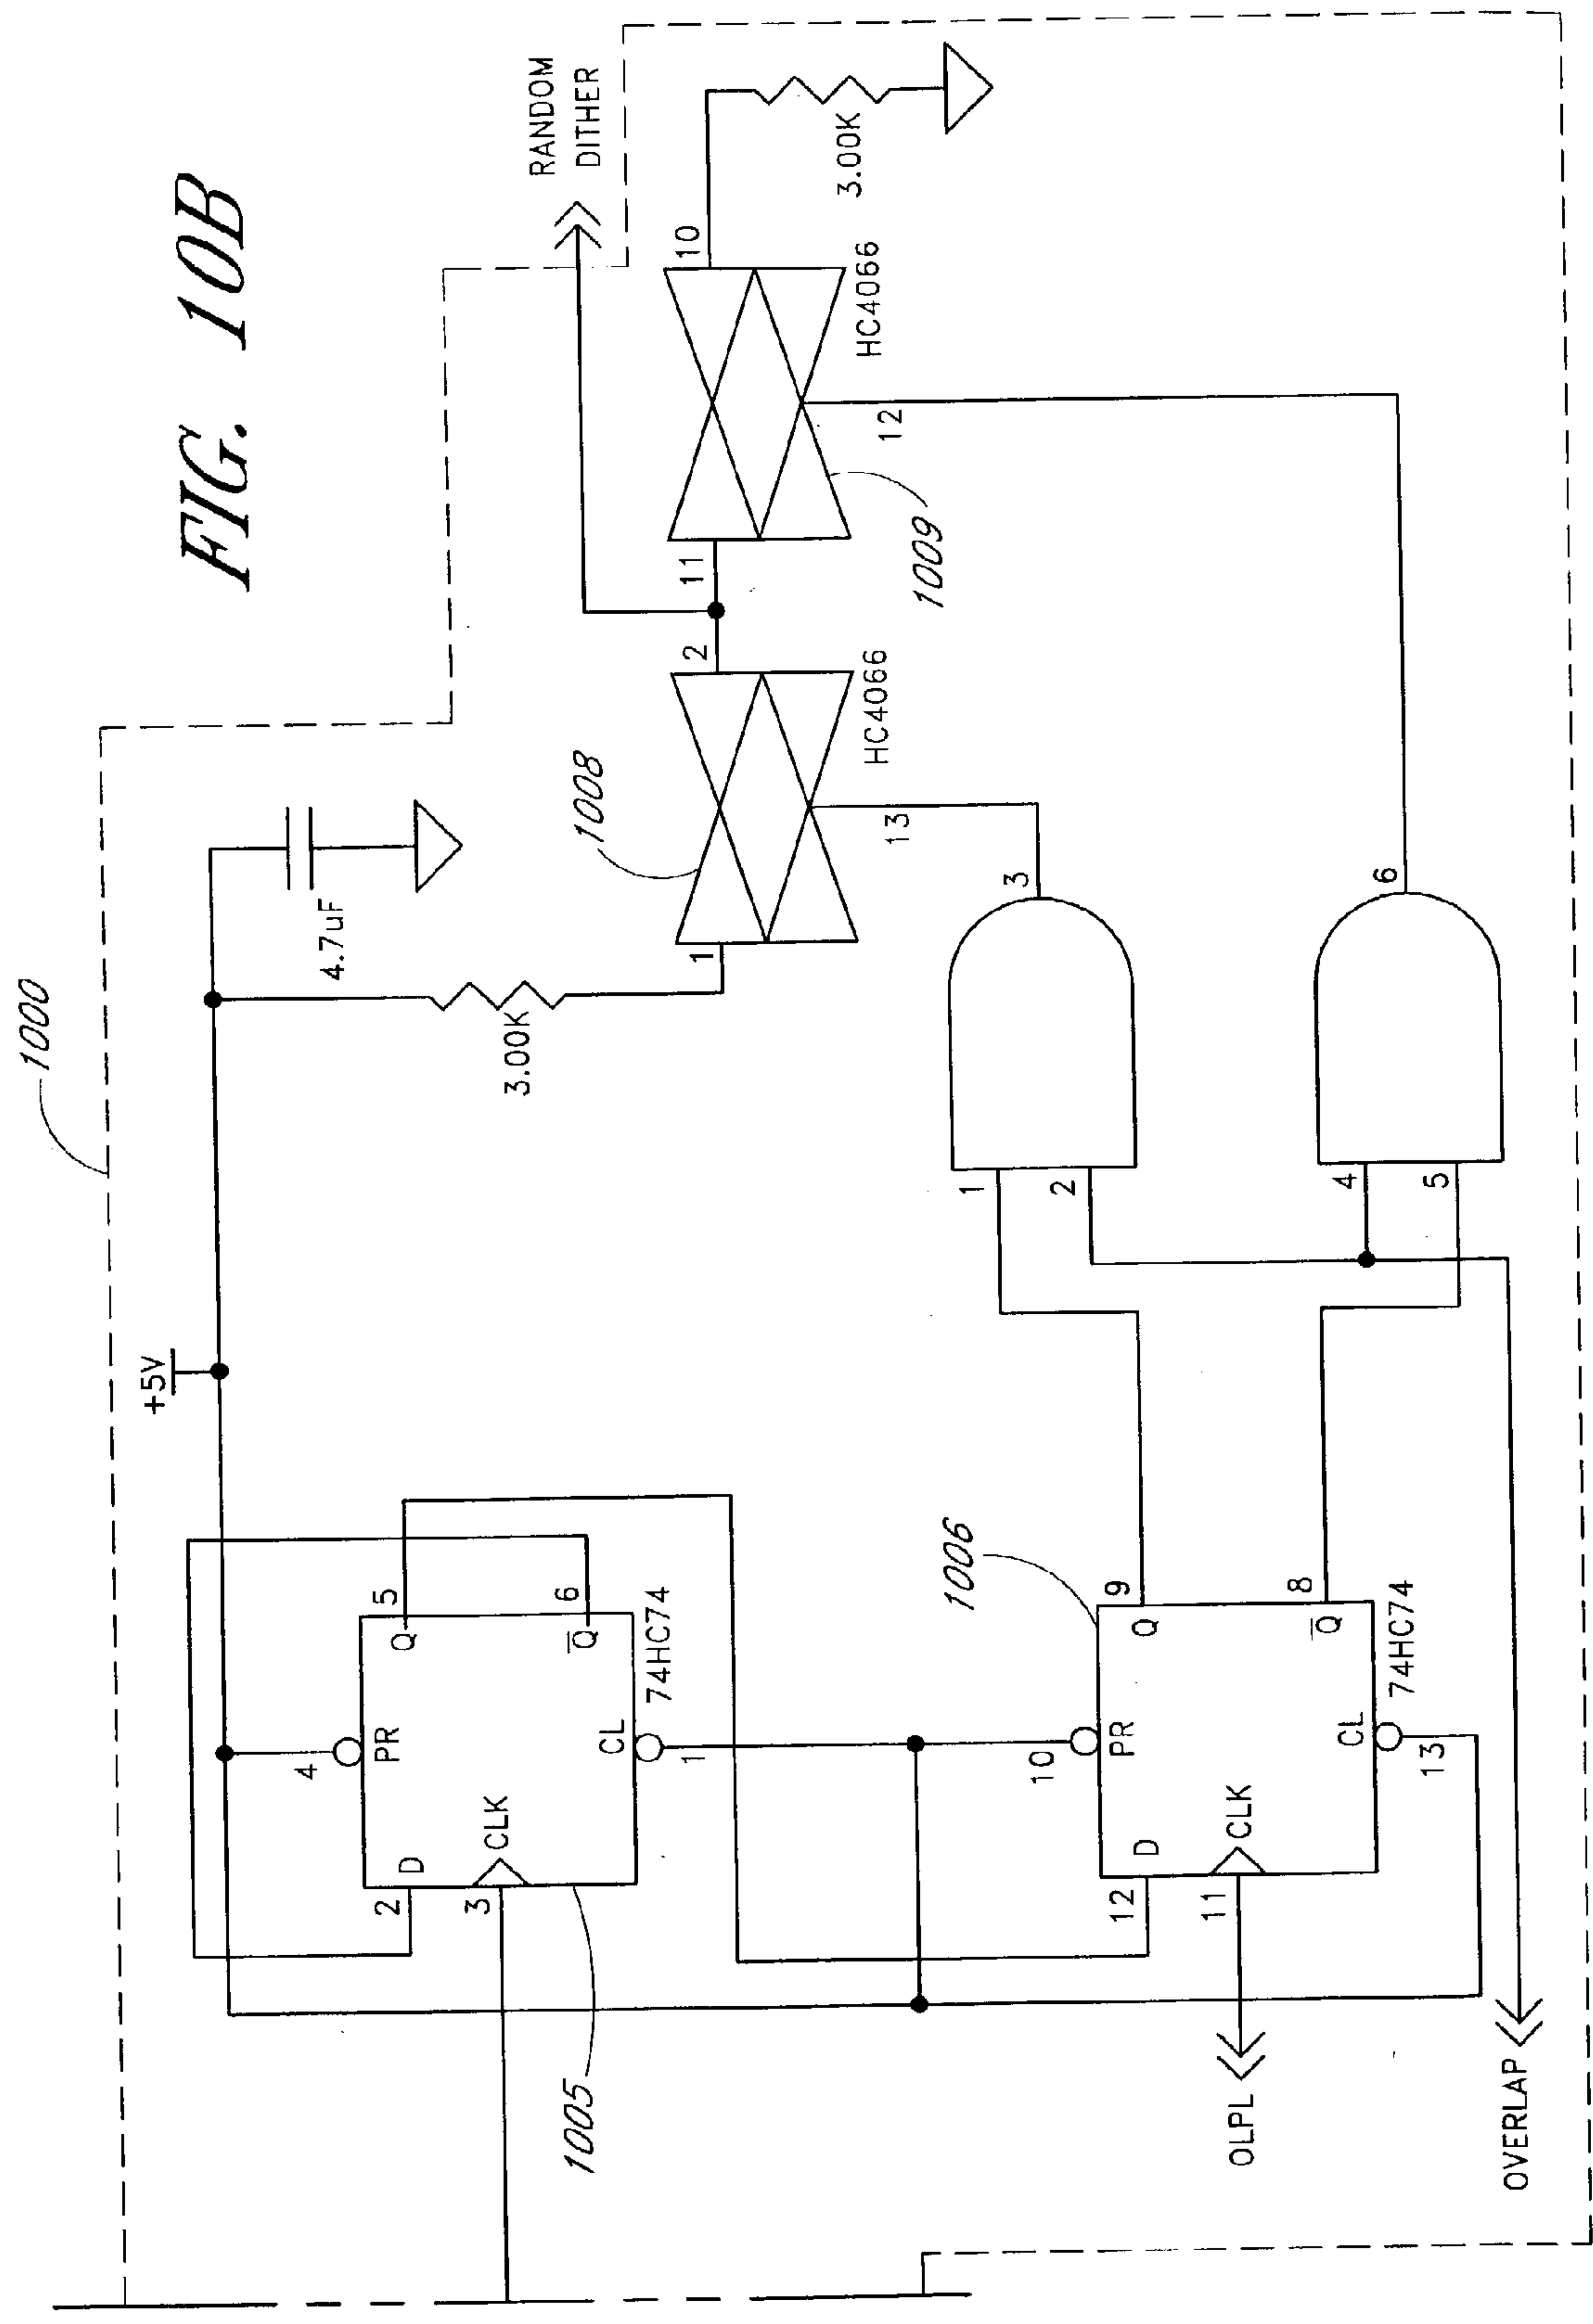 FIG. 10B
1000
+5V
4.7uF
3.00K
RANDOM
DITHER
4
PR
2
D
Q
5
3
CLK
Q
6
CL
1
74HC74
1005
1008
1
2
13
HC4066
11
10
12
HC4066
1009
3.00K
1006
10
PR
12
D
Q
9
11
CLK
Q
8
CL
13
74HC74
1
2
3
4
5
6
OLPL
OVERLAP